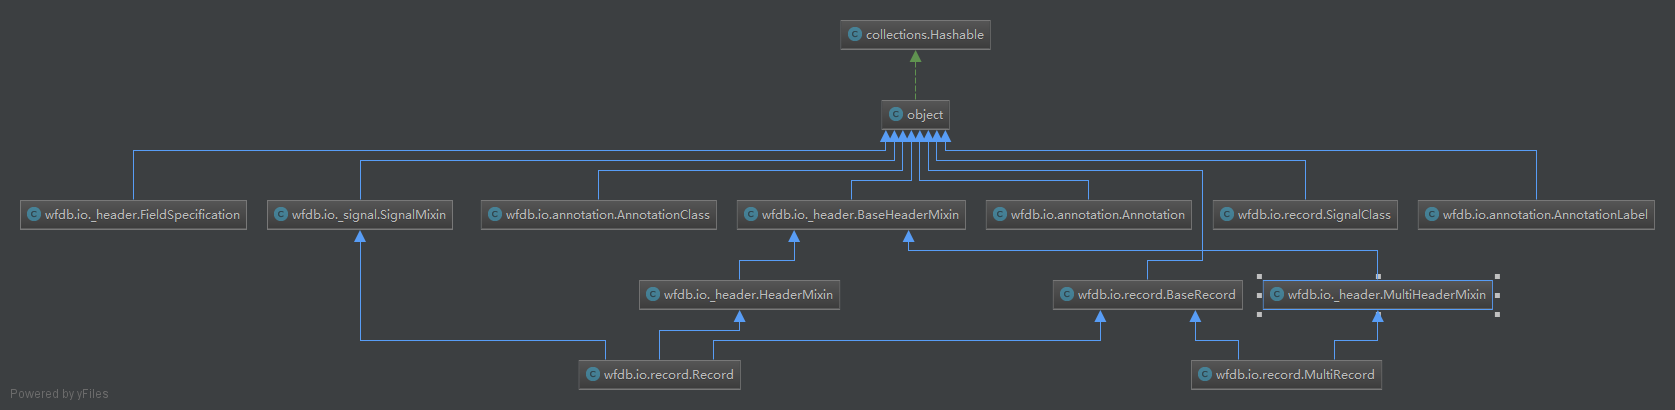 C collections.Hashable
C object
C wfdb.io._header.FieldSpecification
C wfdb.io._signal.SignalMixin
C wfdb.io.annotation.AnnotationClass
C wfdb.io._header.BaseHeaderMixin
C wfdb.io.annotation.Annotation
C wfdb.io.record.SignalClass
C wfdb.io.annotation.AnnotationLabel
C wfdb.io._header.HeaderMixin
C wfdb.io.record.BaseRecord
C wfdb.io._header.MultiHeaderMixin
C wfdb.io.record.Record
C wfdb.io.record.MultiRecord
Powered by yFiles